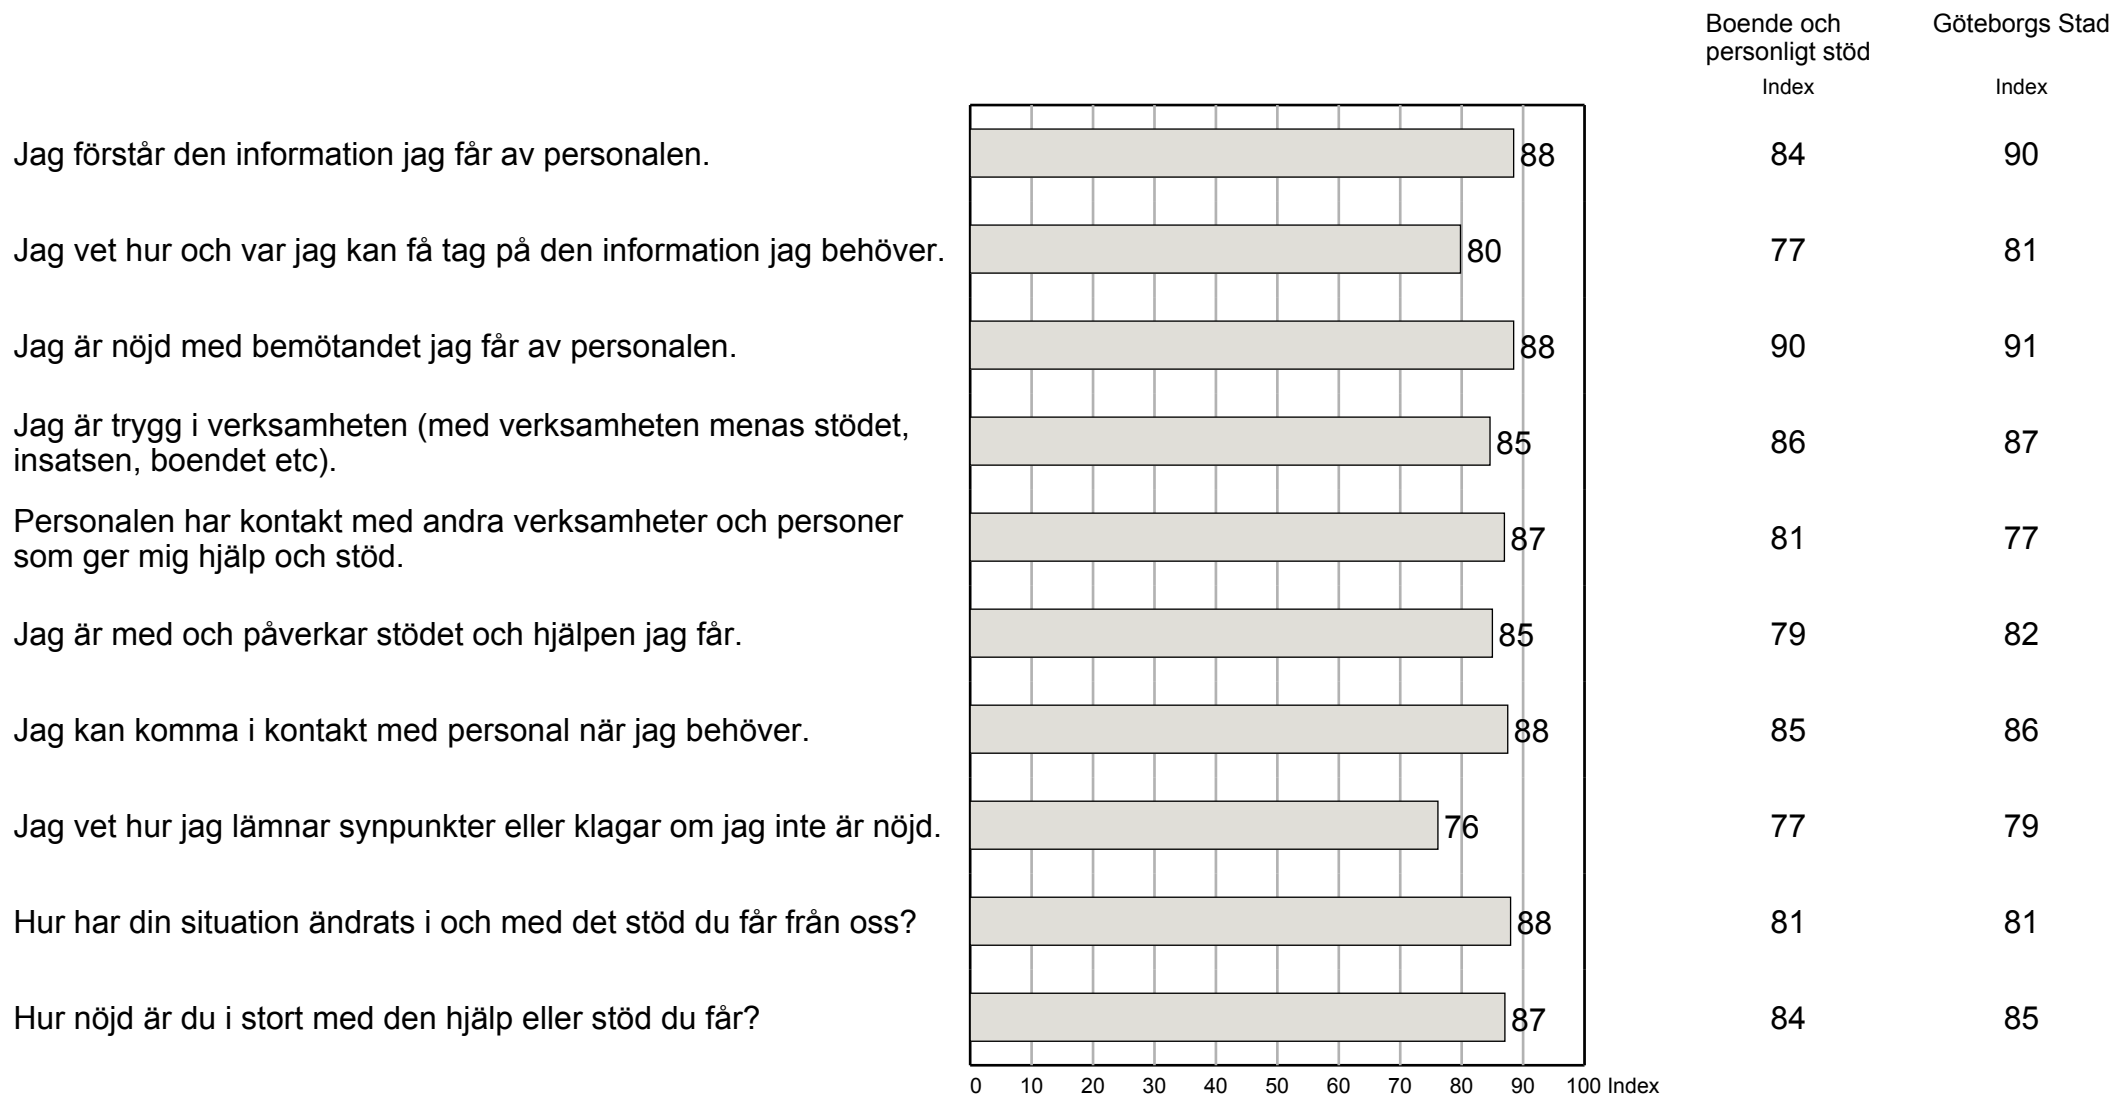 Boende och
personligt stöd
Göteborgs Stad
Index
Index
Jag förstår den information jag får av personalen.
88
84
90
Jag vet hur och var jag kan få tag på den information jag behöver.
80
77
81
Jag är nöjd med bemötandet jag får av personalen.
88
90
91
Jag är trygg i verksamheten (med verksamheten menas stödet,
insatsen, boendet etc).
85
86
87
Personalen har kontakt med andra verksamheter och personer
som ger mig hjälp och stöd.
87
81
77
Jag är med och påverkar stödet och hjälpen jag får.
85
79
82
Jag kan komma i kontakt med personal när jag behöver.
88
85
86
Jag vet hur jag lämnar synpunkter eller klagar om jag inte är nöjd.
76
77
79
Hur har din situation ändrats i och med det stöd du får från oss?
88
81
81
Hur nöjd är du i stort med den hjälp eller stöd du får?
87
84
85
0 10 20 30 40 50 60 70 80 90 100 Index